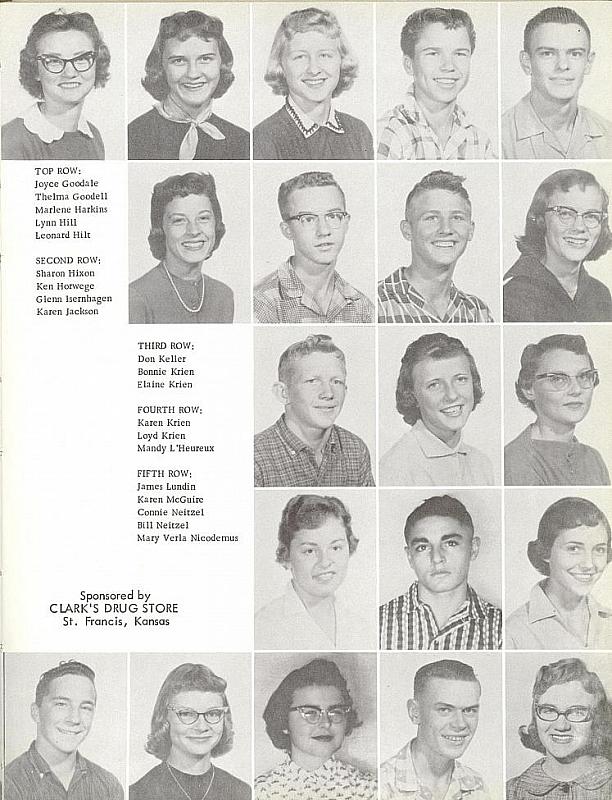 TOP ROW:
Joyce Goodale
Thelma Goodell
Marlene Harkins
Lynn Hill
Leonard Hilt
SECOND ROW:
Sharon Hixon
Ken Horwege
Glenn Isernhagen
Karen Jackson
THIRD ROW:
Don Keller
Bonnie Krien
Elaine Krien
FOURTH ROW:
Karen Krien
Loyd Krien
Mandy L'Heureux
FIFTH ROW:
James Lundin
Karen McGuire
Connie Neitzel
Bill Neitzel
Mary Verla Nicodemus
Sponsored by
CLARK'S DRUG STORE
St. Francis, Kansas